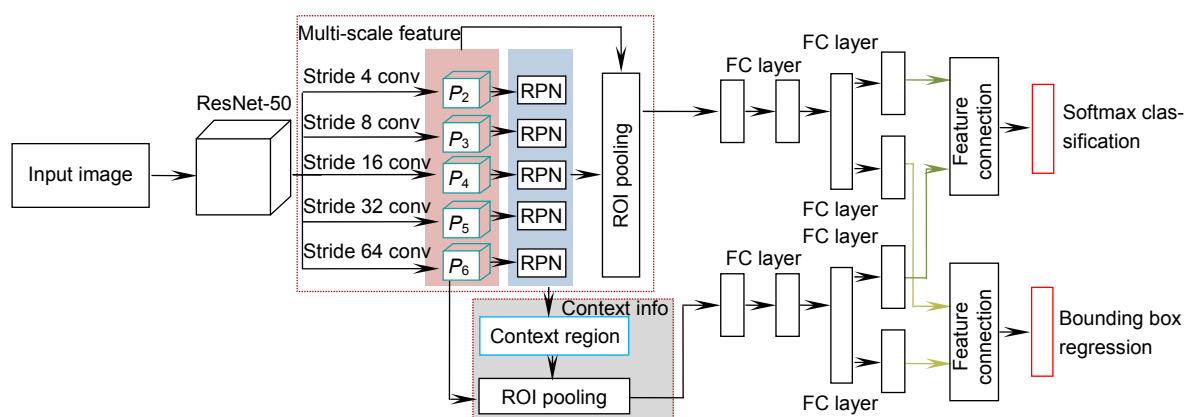 Input image
ResNet-50
Multi-scale feature
Stride 4 conv
Stride 8 conv
Stride 16 conv
Stride 32 conv
Stride 64 conv
P2
P3
P4
P5
P6
RPN
RPN
RPN
RPN
RPN
ROI pooling
Context info
Context region
ROI pooling
FC layer
FC layer
FC layer
Feature
connection
Softmax clas-
sification
FC layer
FC layer
FC layer
Feature
connection
Bounding box
regression